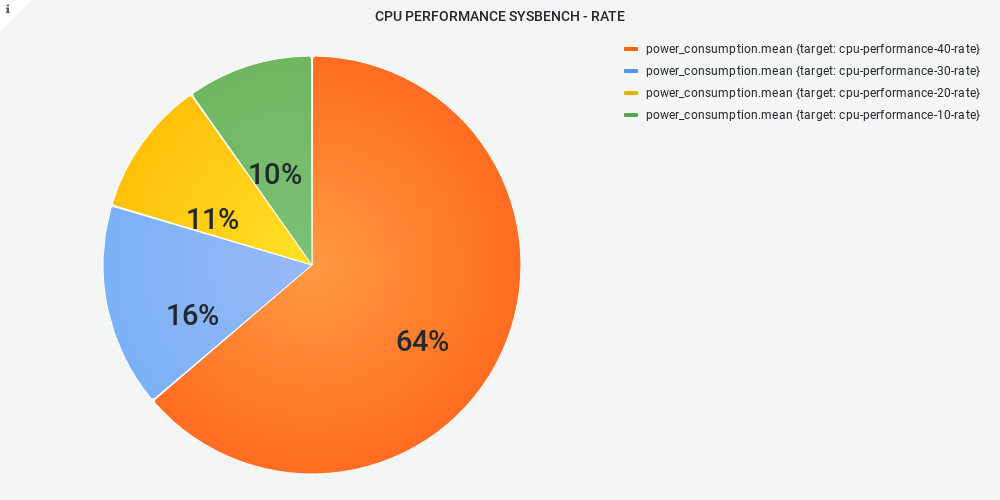 i
CPU PERFORMANCE SYSBENCH - RATE
power_consumption.mean {target: cpu-performance-40-rate}
power_consumption.mean {target: cpu-performance-30-rate}
power_consumption.mean {target: cpu-performance-20-rate}
power_consumption.mean {target: cpu-performance-10-rate}
10%
11%
16%
64%